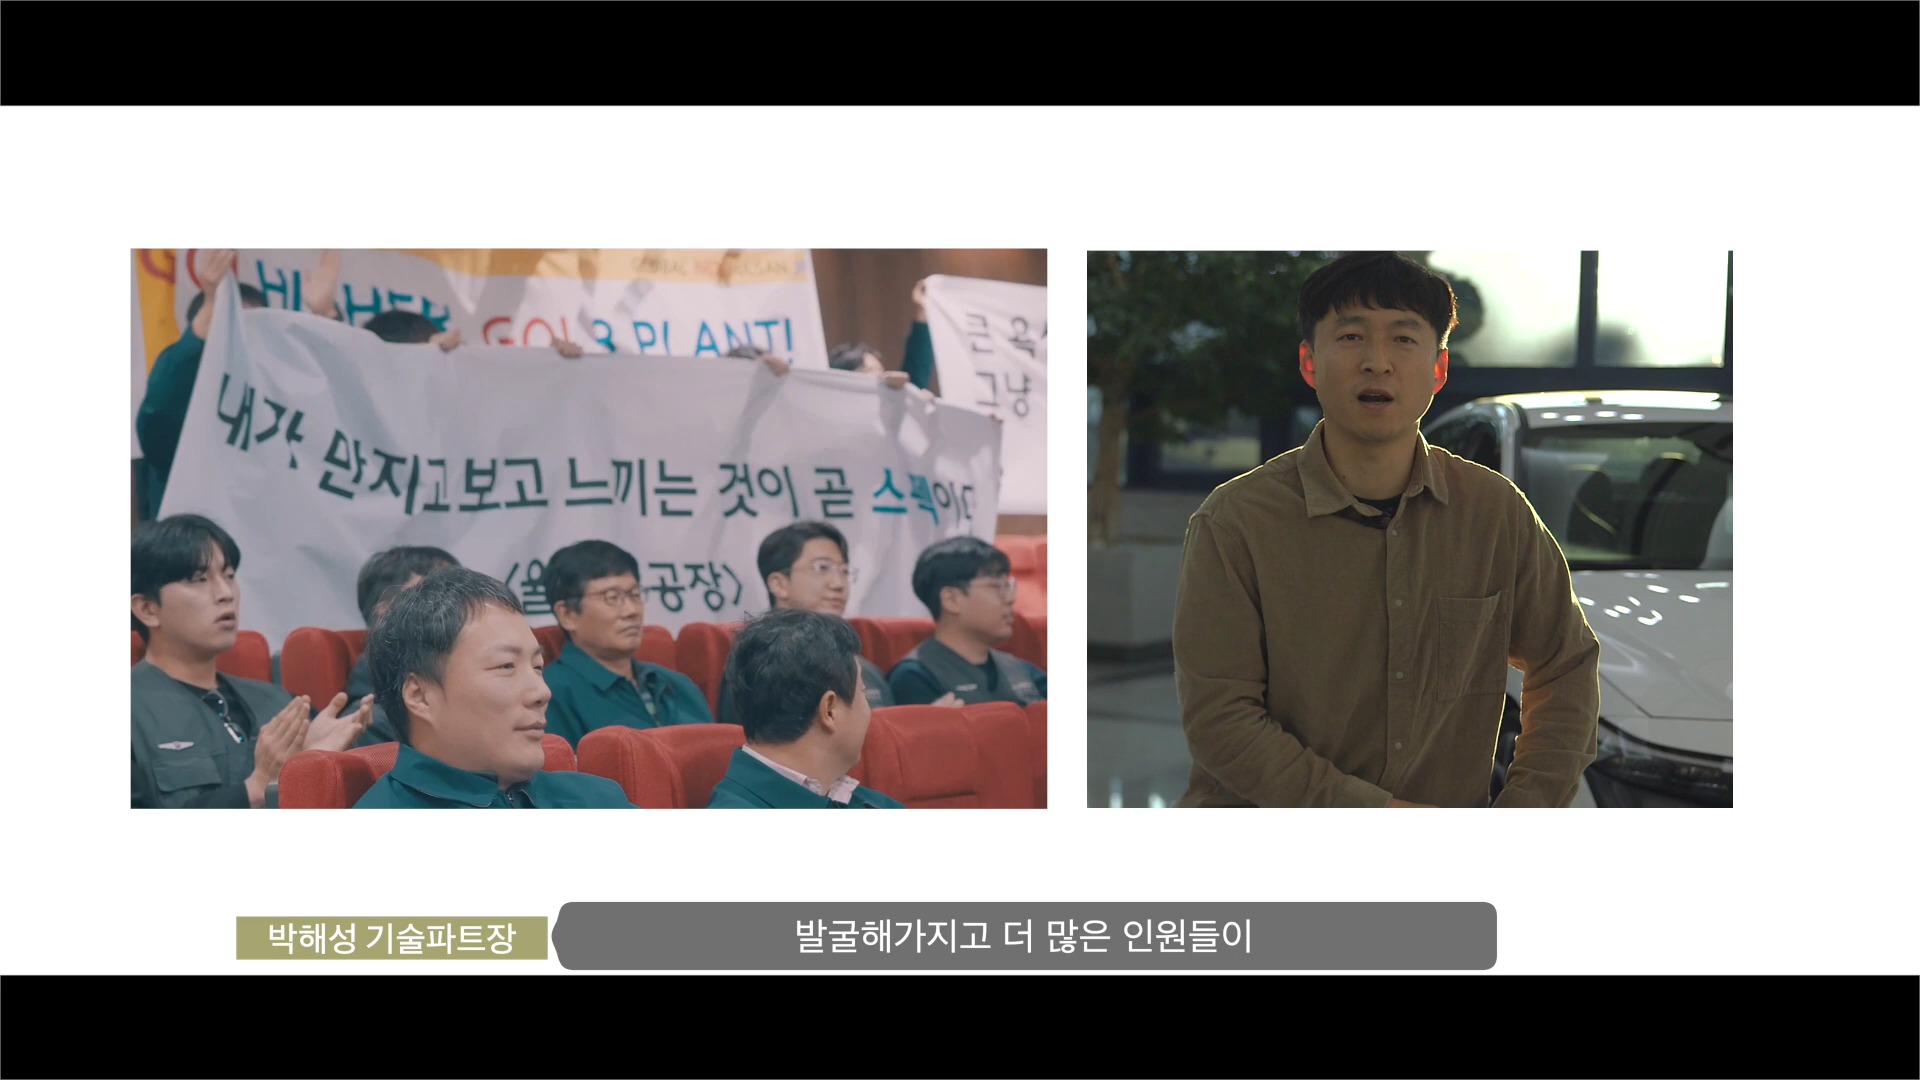 GO!
GO! 3 PLANT!
큰
그냥
내가 만지고 보고 느끼는 것이 곧 스펙이다
공장>
박해성 기술파트장
발굴해가지고 더 많은 인원들이